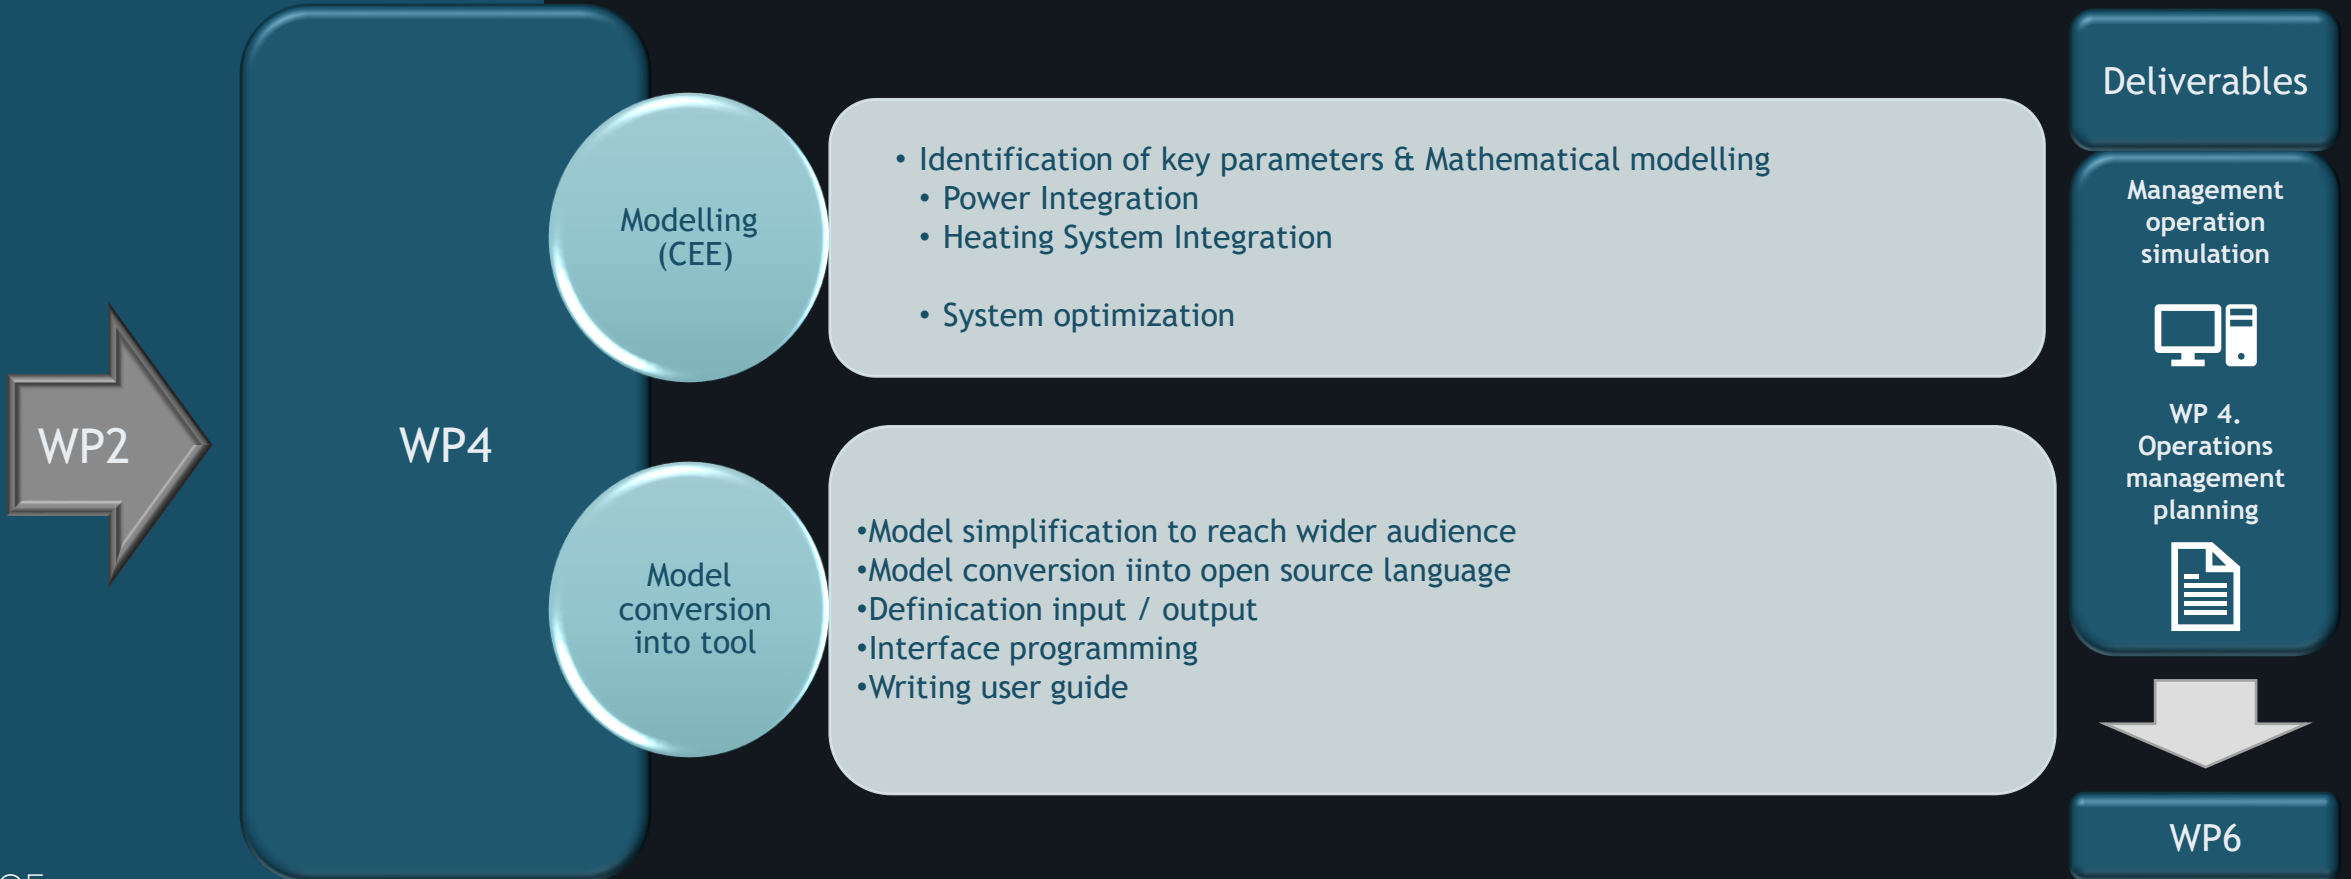 WP2
WP4
Modelling
(CEE)
• Identification of key parameters & Mathematical modelling
• Power Integration
• Heating System Integration
• System optimization
Model
conversion
into tool
•Model simplification to reach wider audience
•Model conversion iinto open source language
•Definication input / output
•Interface programming
•Writing user guide
Deliverables
Management
operation
simulation
WP 4.
Operations
management
planning
WP6